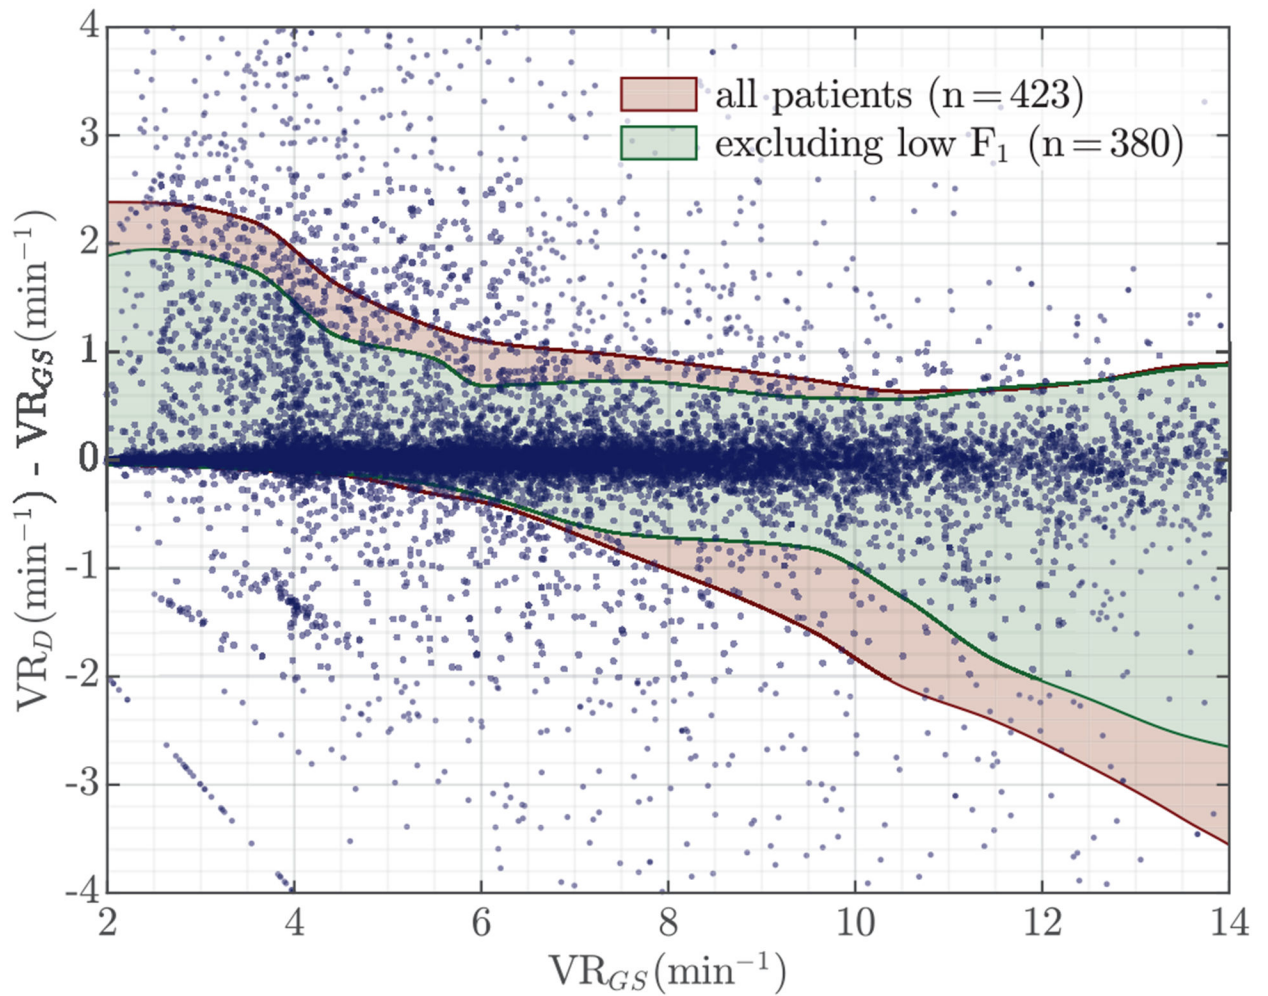 4
3
2
1
0
-1
-2
-3
-4
VR_D (min⁻¹) - VR_GS (min⁻¹)
all patients (n = 423)
excluding low F₁ (n = 380)
2 4 6 8 10 12 14
VR_GS (min⁻¹)